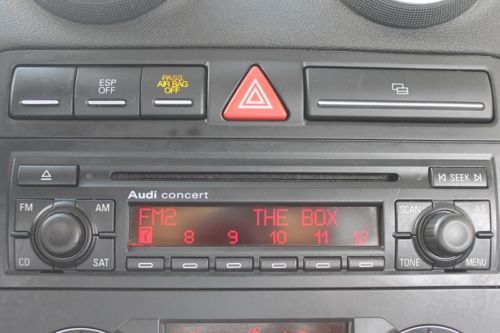 ESP PASS
OFF AIR BAG
OFF
SEEK
Audi concert
FM AM FM2 THE BOX SCAN AS
7 8 9 10 11 12
CD SAT TONE MENU